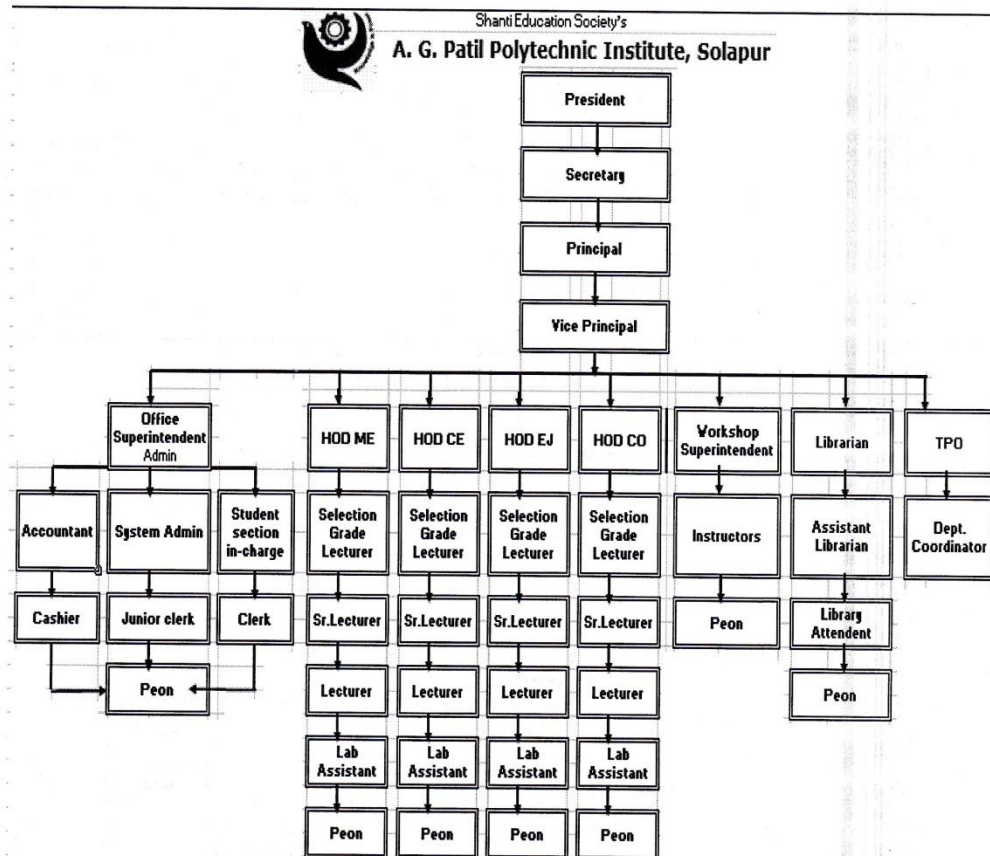 Shanti Education Society's
A. G. Patil Polytechnic Institute, Solapur
President
Secretary
Principal
Vice Principal
Office
Superintendent
Admin
HOD ME
HOD CE
HOD EJ
HOD CO
Workshop
Superintendent
Librarian
TPO
Accountant
System Admin
Student
section
in-charge
Selection
Grade
Lecturer
Selection
Grade
Lecturer
Selection
Grade
Lecturer
Selection
Grade
Lecturer
Instructors
Assistant
Librarian
Dept.
Coordinator
Cashier
Junior clerk
Clerk
Sr.Lecturer
Sr.Lecturer
Sr.Lecturer
Sr.Lecturer
Peon
Library
Attendent
Peon
Lecturer
Lecturer
Lecturer
Lecturer
Peon
Lab
Assistant
Lab
Assistant
Lab
Assistant
Lab
Assistant
Peon
Peon
Peon
Peon